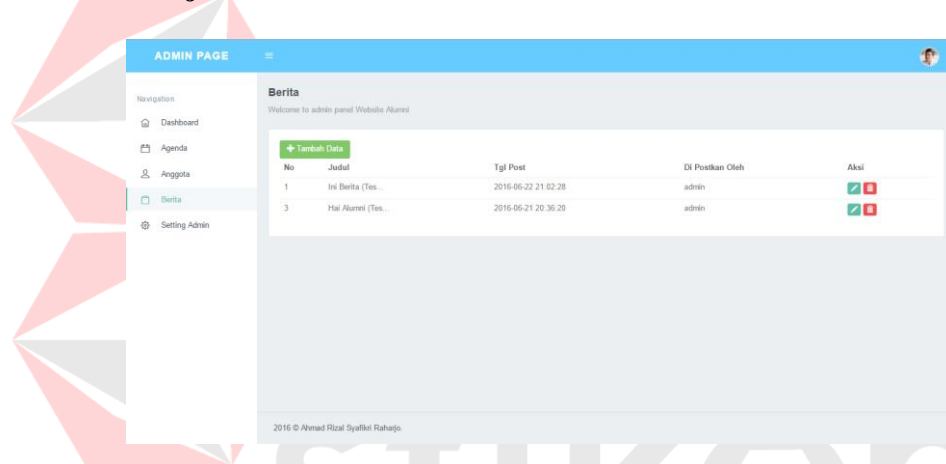 ADMIN PAGE
Navigation
Dashboard
Agenda
Anggota
Berita
Setting Admin
Berita
Welcome to admin panel Website Alumni
Tambah Data
No Judul Tgl Post Di Postkan Oleh Aksi
1 Ini Berita (Tes... 2016-06-22 21:02:28 admin
3 Hai Alumni (Tes... 2016-06-21 20:36:20 admin
2016 © Ahmad Rizal Syafikri Raharjo.